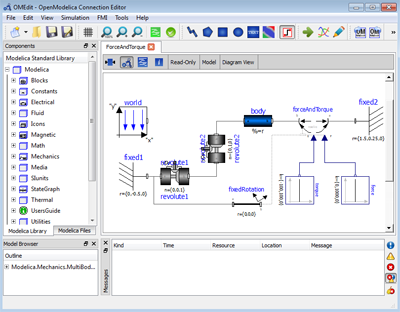 OMEdit - OpenModelica Connection Editor
File Edit View Simulation FMI Tools Help
Components
Modelica Standard Library
Modelica
Blocks
Constants
Electrical
Fluid
Icons
Magnetic
Math
Mechanics
Media
SIunits
StateGraph
Thermal
UsersGuide
Utilities
Modelica Library
Modelica Files
Model Browser
Outline
Modelica.Mechanics.MultiBod...
ForceAndTorque
Read-Only
Model
Diagram View
world
body
%m=r
forceAndTorque
fixed2
r={1.5,0.25,0}
fixed1
r={0,-0.5,0}
revolute1
n={0,0,1}
revolute1
revolute2
revolute2
fixedRotation
r={0,0,0}
torque
force
Messages
Kind
Time
Resource
Location
Message